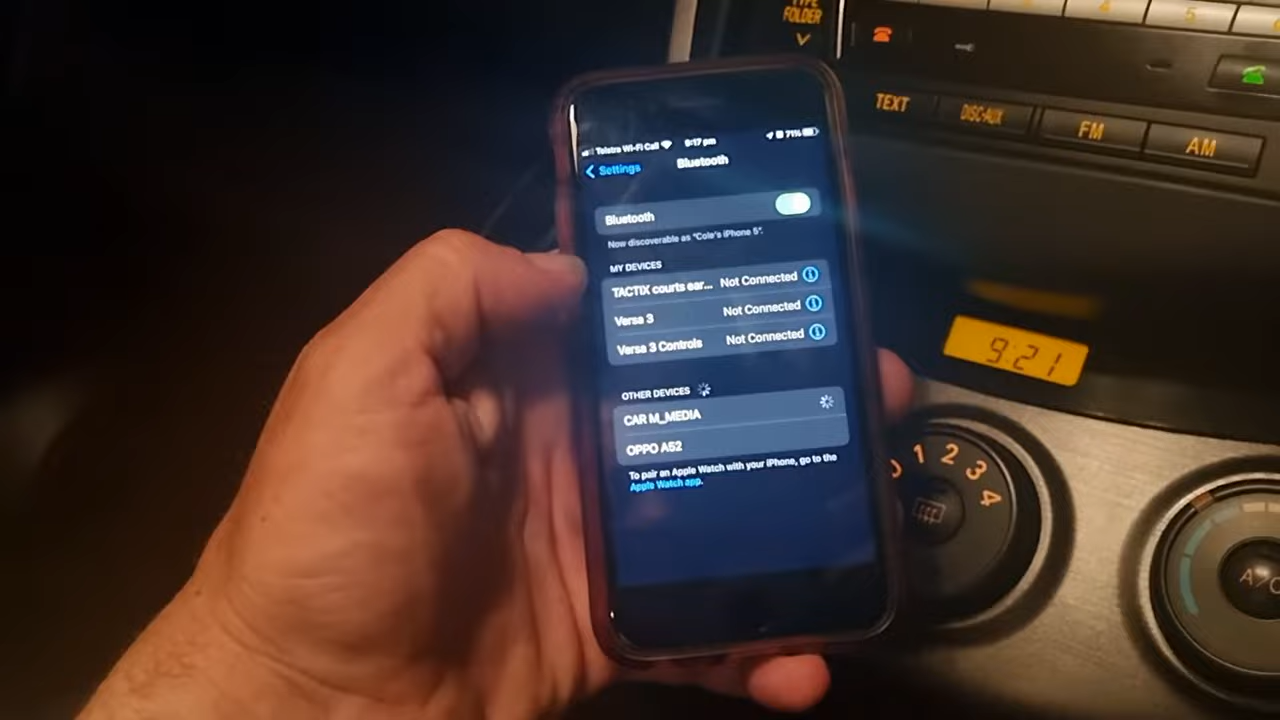 TYPE
FOLDER
4
5
TEXT
DISC·AUX
FM
AM
Telstra Wi-Fi Call 9:17 pm 71%
Settings
Bluetooth
Bluetooth
Now discoverable as "Cole's iPhone 5".
MY DEVICES
TACTIX courts ear... Not Connected
Versa 3 Not Connected
Versa 3 Controls Not Connected
OTHER DEVICES
CAR M_MEDIA
OPPO A52
To pair an Apple Watch with your iPhone, go to the
Apple Watch app.
9:21
0 1 2 3 4
A/C